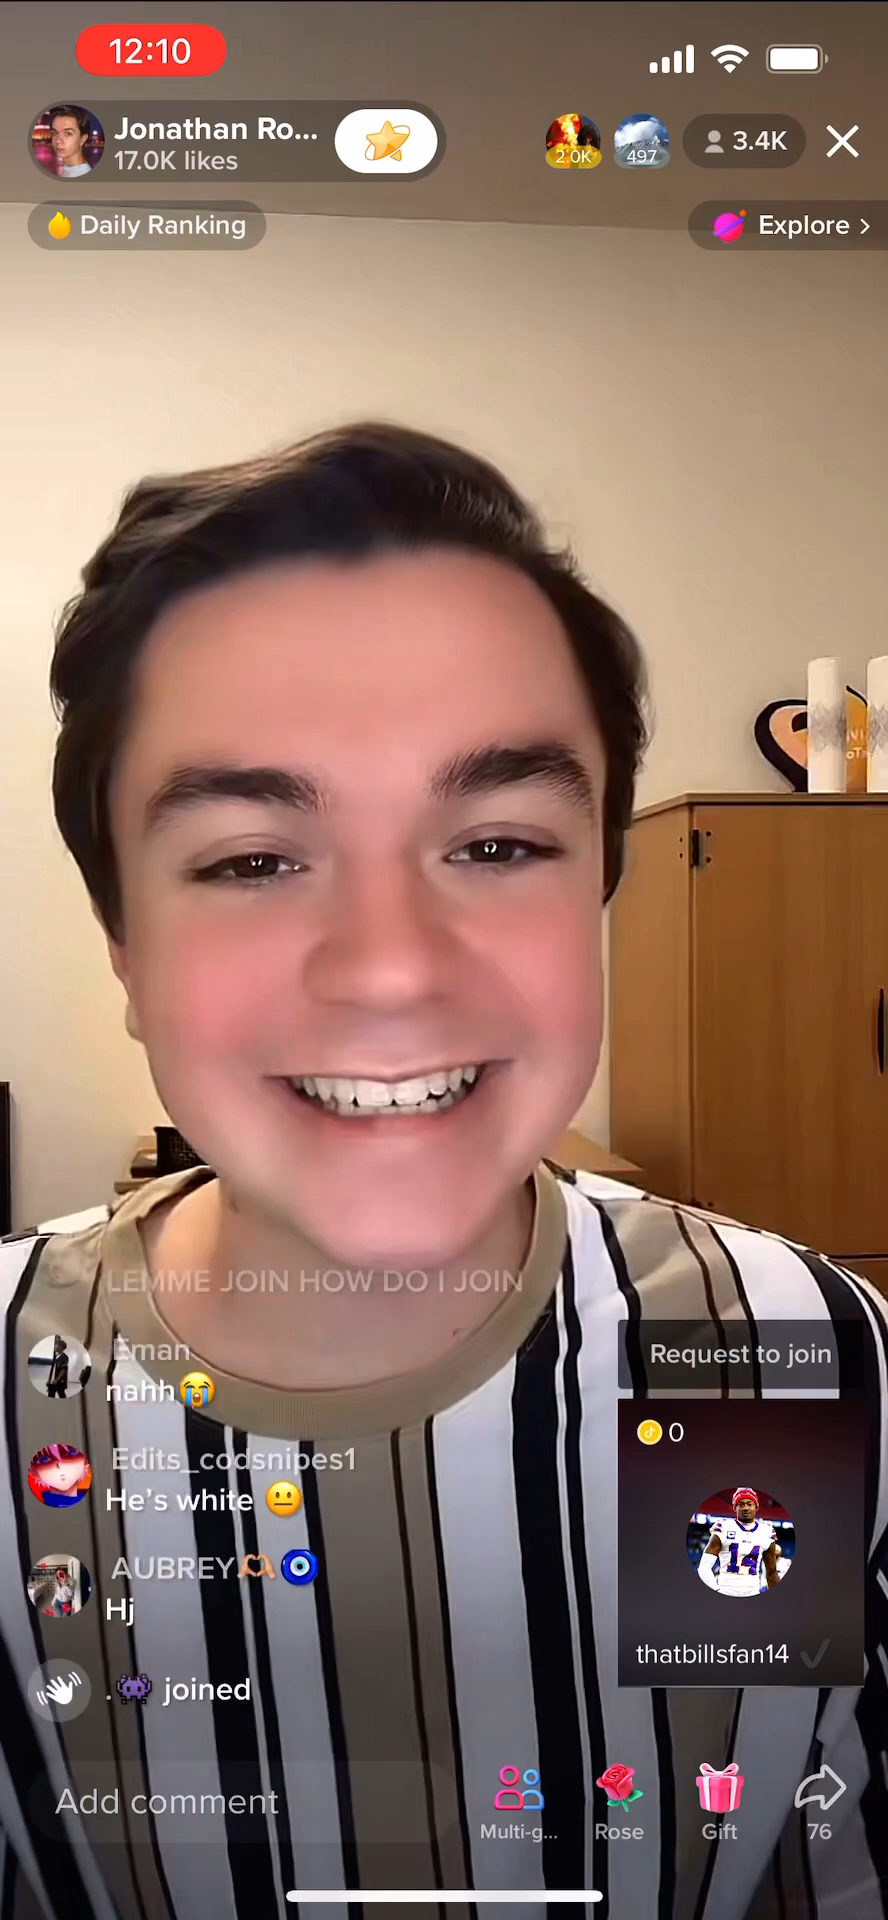 12:10
Jonathan Ro...
17.0K likes
2.0K
497
3.4K
Daily Ranking
Explore >
LEMME JOIN HOW DO I JOIN
Eman
nahh😭
Edits_codsnipes1
He's white 😐
AUBREY🫶🏽🧿
Hj
.👾 joined
Request to join
0
14
thatbillsfan14
Add comment
Multi-g...
Rose
Gift
76